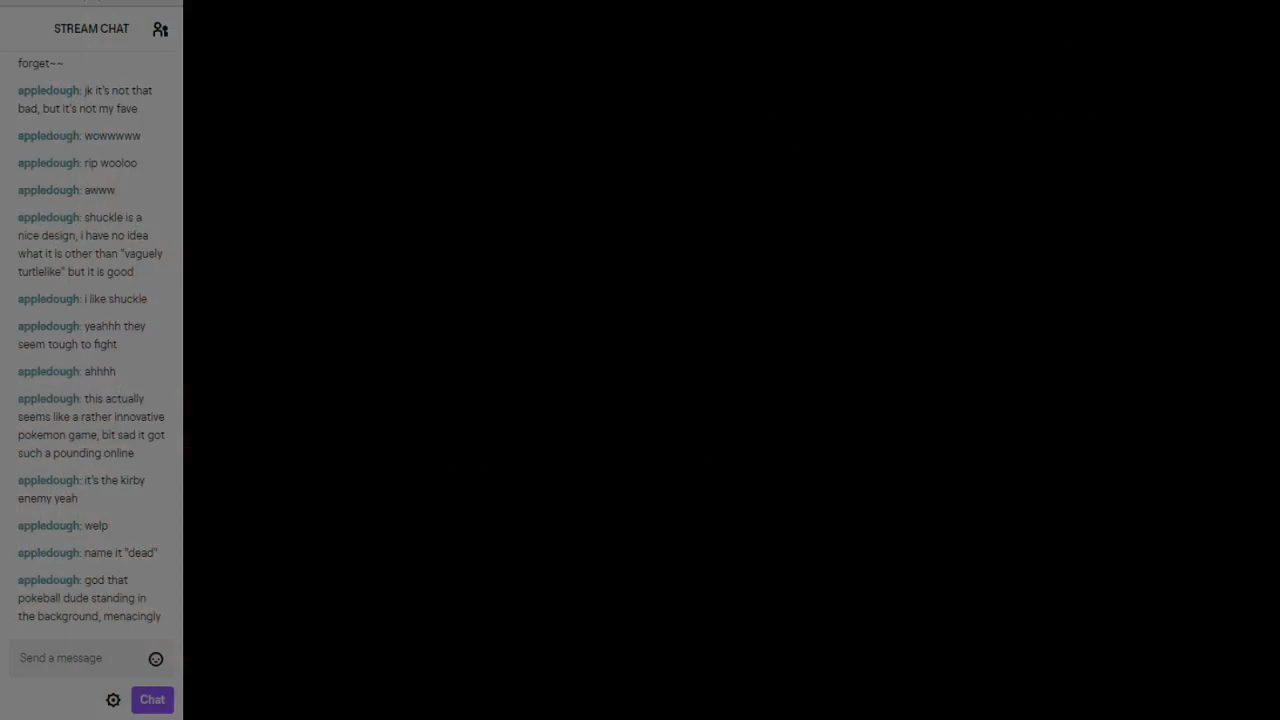 STREAM CHAT
forget~~
appledough: jk it's not that
bad, but it's not my fave
appledough: wowwwww
appledough: rip wooloo
appledough: awww
appledough: shuckle is a
nice design, i have no idea
what it is other than "vaguely
turtlelike" but it is good
appledough: i like shuckle
appledough: yeahhh they
seem tough to fight
appledough: ahhhh
appledough: this actually
seems like a rather innovative
pokemon game, bit sad it got
such a pounding online
appledough: it's the kirby
enemy yeah
appledough: welp
appledough: name it "dead"
appledough: god that
pokeball dude standing in
the background, menacingly
Send a message
Chat